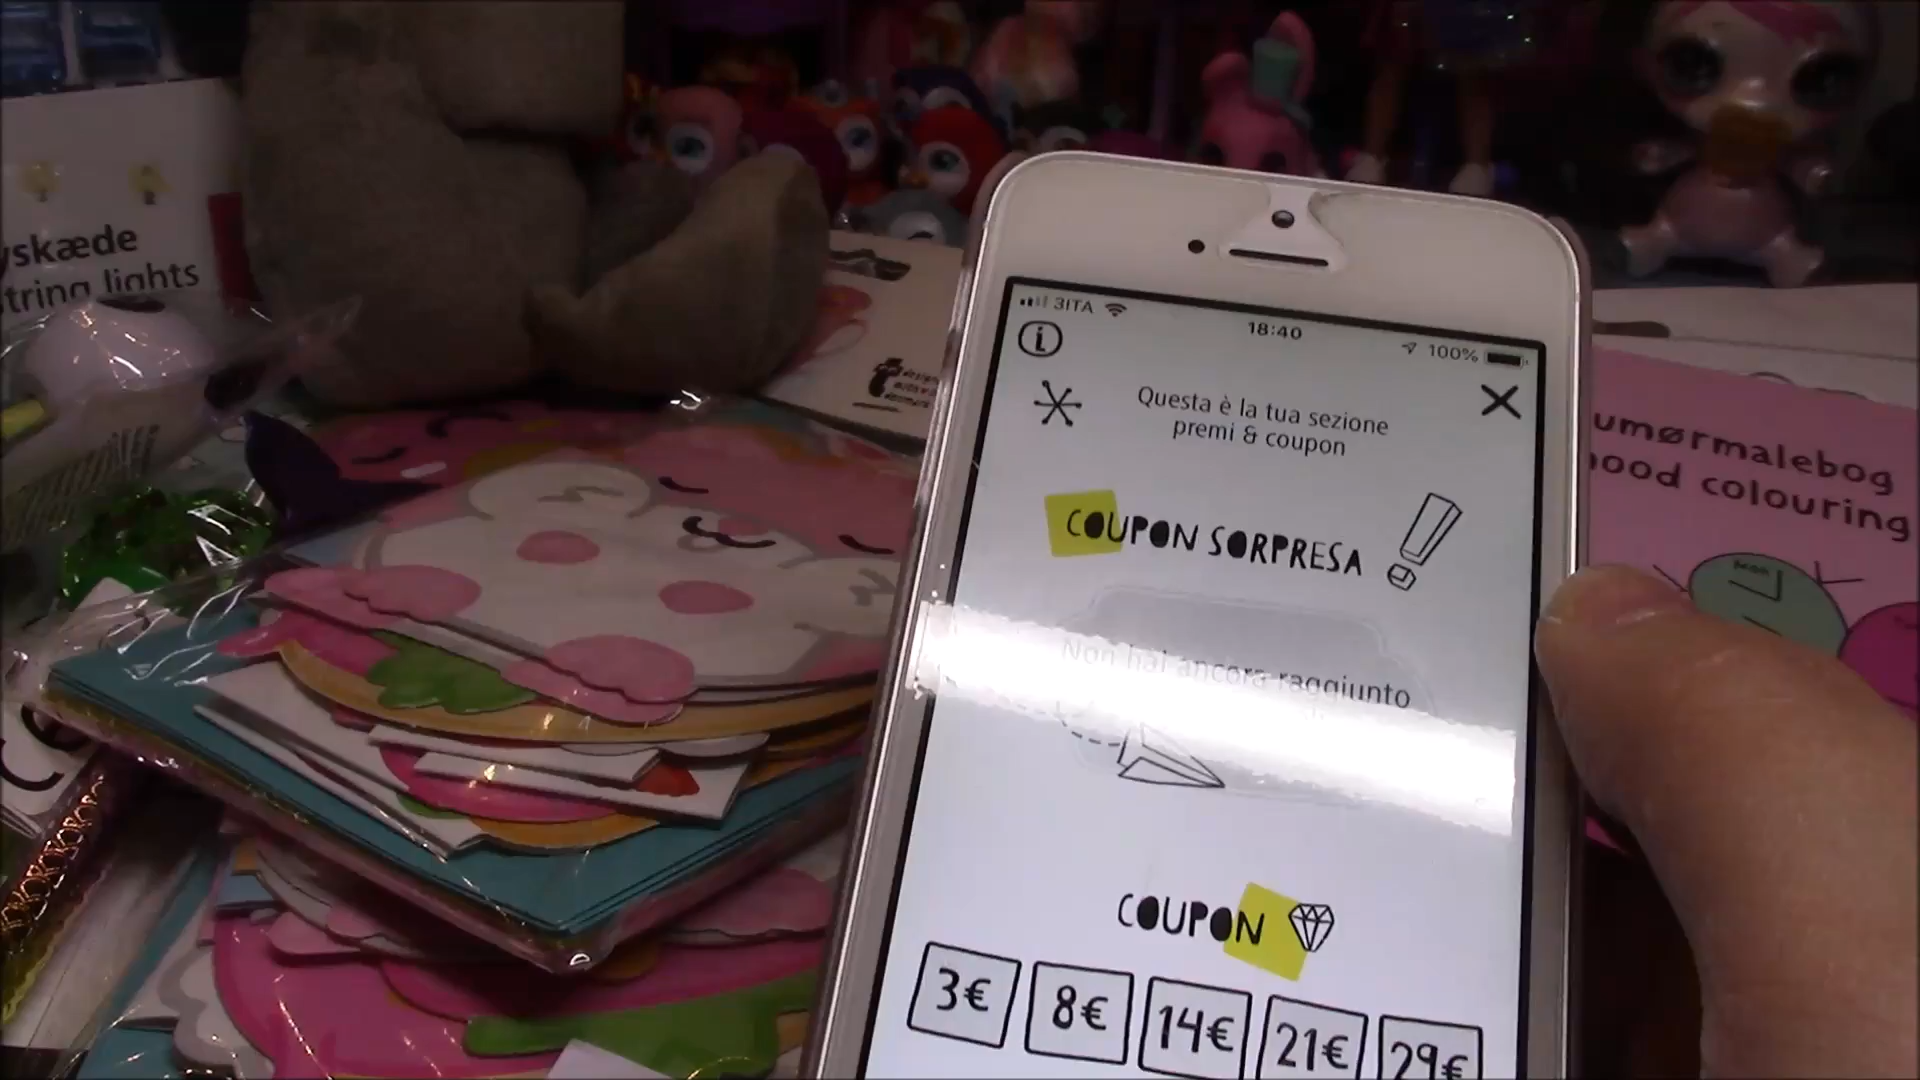 yskæde
tring lights
3ITA
18:40
100%
Questa è la tua sezione
premi & coupon
COUPON SORPRESA
Non hai ancora raggiunto
COUPON
3€ 8€ 14€ 21€ 29€
umørmalebog
ood colouring